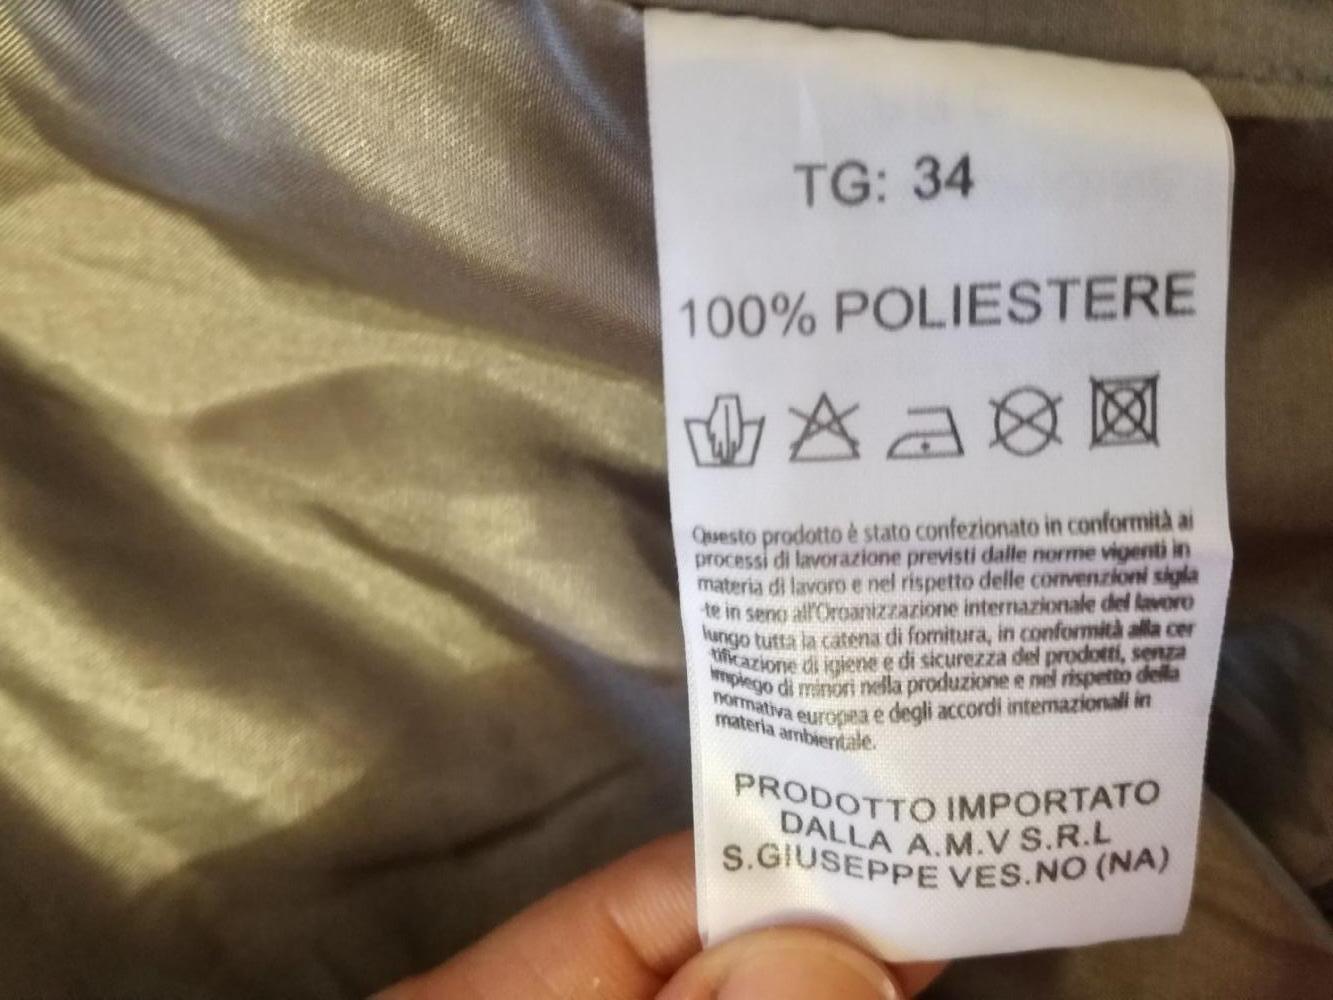 TG: 34
100% POLIESTERE
Questo prodotto è stato confezionato in conformità ai
processi di lavorazione previsti dalle norme vigenti in
materia di lavoro e nel rispetto delle convenzioni sigla
-te in seno all'Oroanizzazione internazionale del lavoro
lungo tutta la catena di fornitura, in conformità alla cer
tificazione di igiene e di sicurezza del prodotti, senza
impiego di minori nella produzione e nel rispetto della
normativa europea e degli accordi internazionali in
materia ambientale.
PRODOTTO IMPORTATO
DALLA A.M.V S.R.L
S.GIUSEPPE VES.NO (NA)